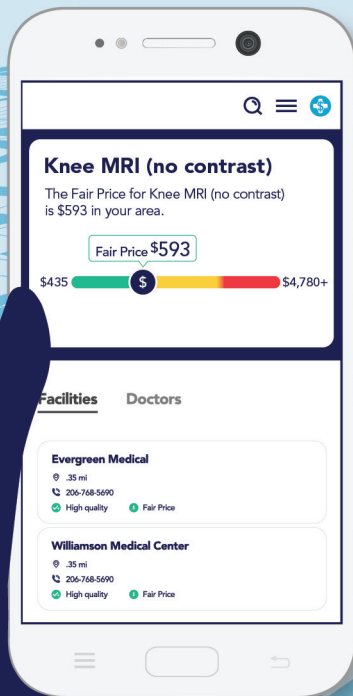 Knee MRI (no contrast)
The Fair Price for Knee MRI (no contrast)
is $593 in your area.
Fair Price $593
$435
$
$4,780+
Facilities
Doctors
Evergreen Medical
.35 mi
206-768-5690
High quality
Fair Price
Williamson Medical Center
.35 mi
206-768-5690
High quality
Fair Price